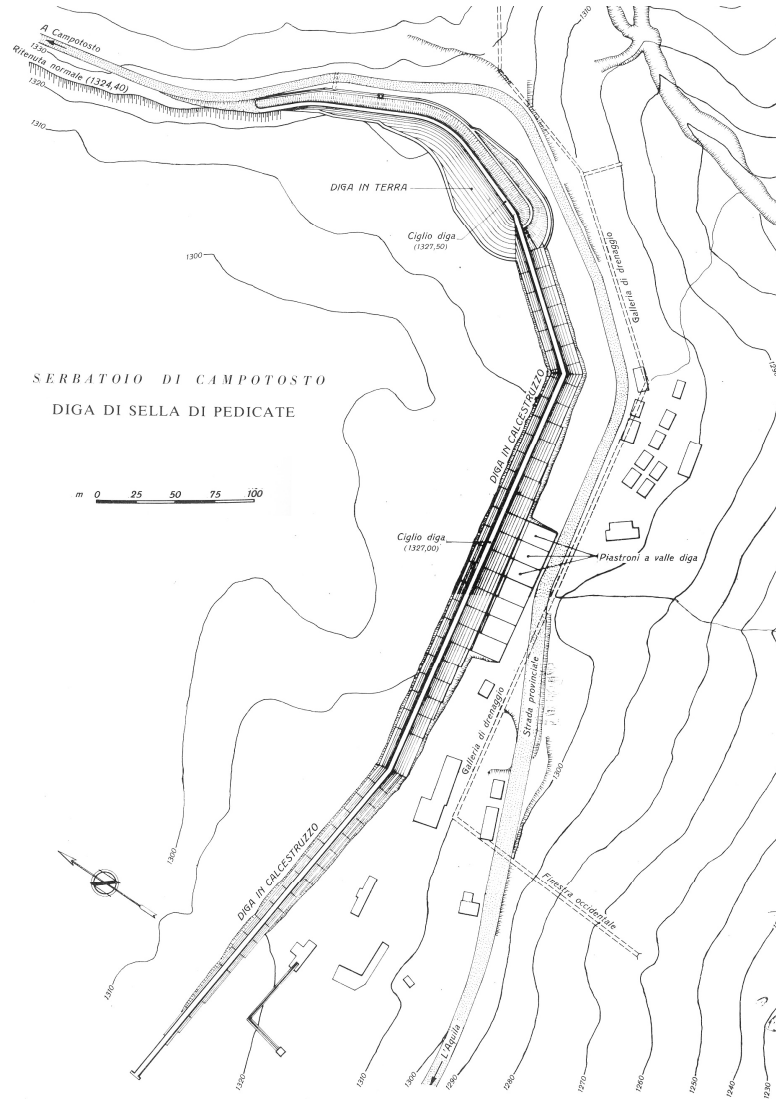 A Campotosto
1330
Ritenuta normale (1324,40)
1320
1310
1310
DIGA IN TERRA
Ciglio diga
(1327,50)
1300
Galleria di drenaggio
SERBATOIO DI CAMPOTOSTO
DIGA DI SELLA DI PEDICATE
m 0 25 50 75 100
DIGA IN CALCESTRUZZO
Ciglio diga
(1327,00)
Piastroni a valle diga
Strada provinciale
Galleria di drenaggio
1300
1300
DIGA IN CALCESTRUZZO
Finestra occidentale
1310
L'Aquila
1320
1310
1300
1290
1280
1270
1260
1250
1240
1230